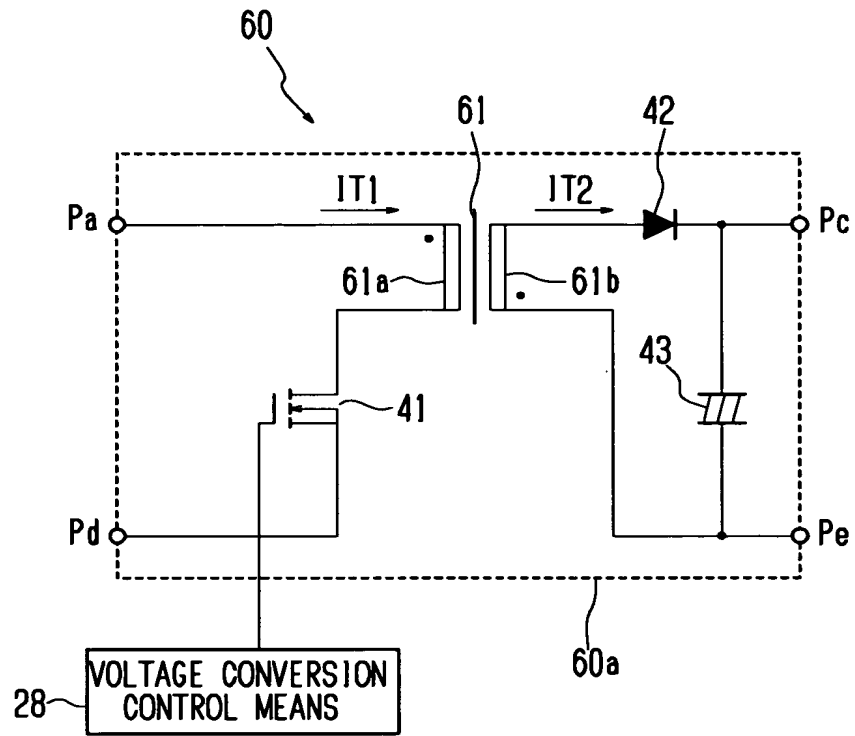 60
61
42
IT1
IT2
Pa
Pc
61a
61b
43
41
Pd
Pe
60a
28
VOLTAGE CONVERSION
CONTROL MEANS